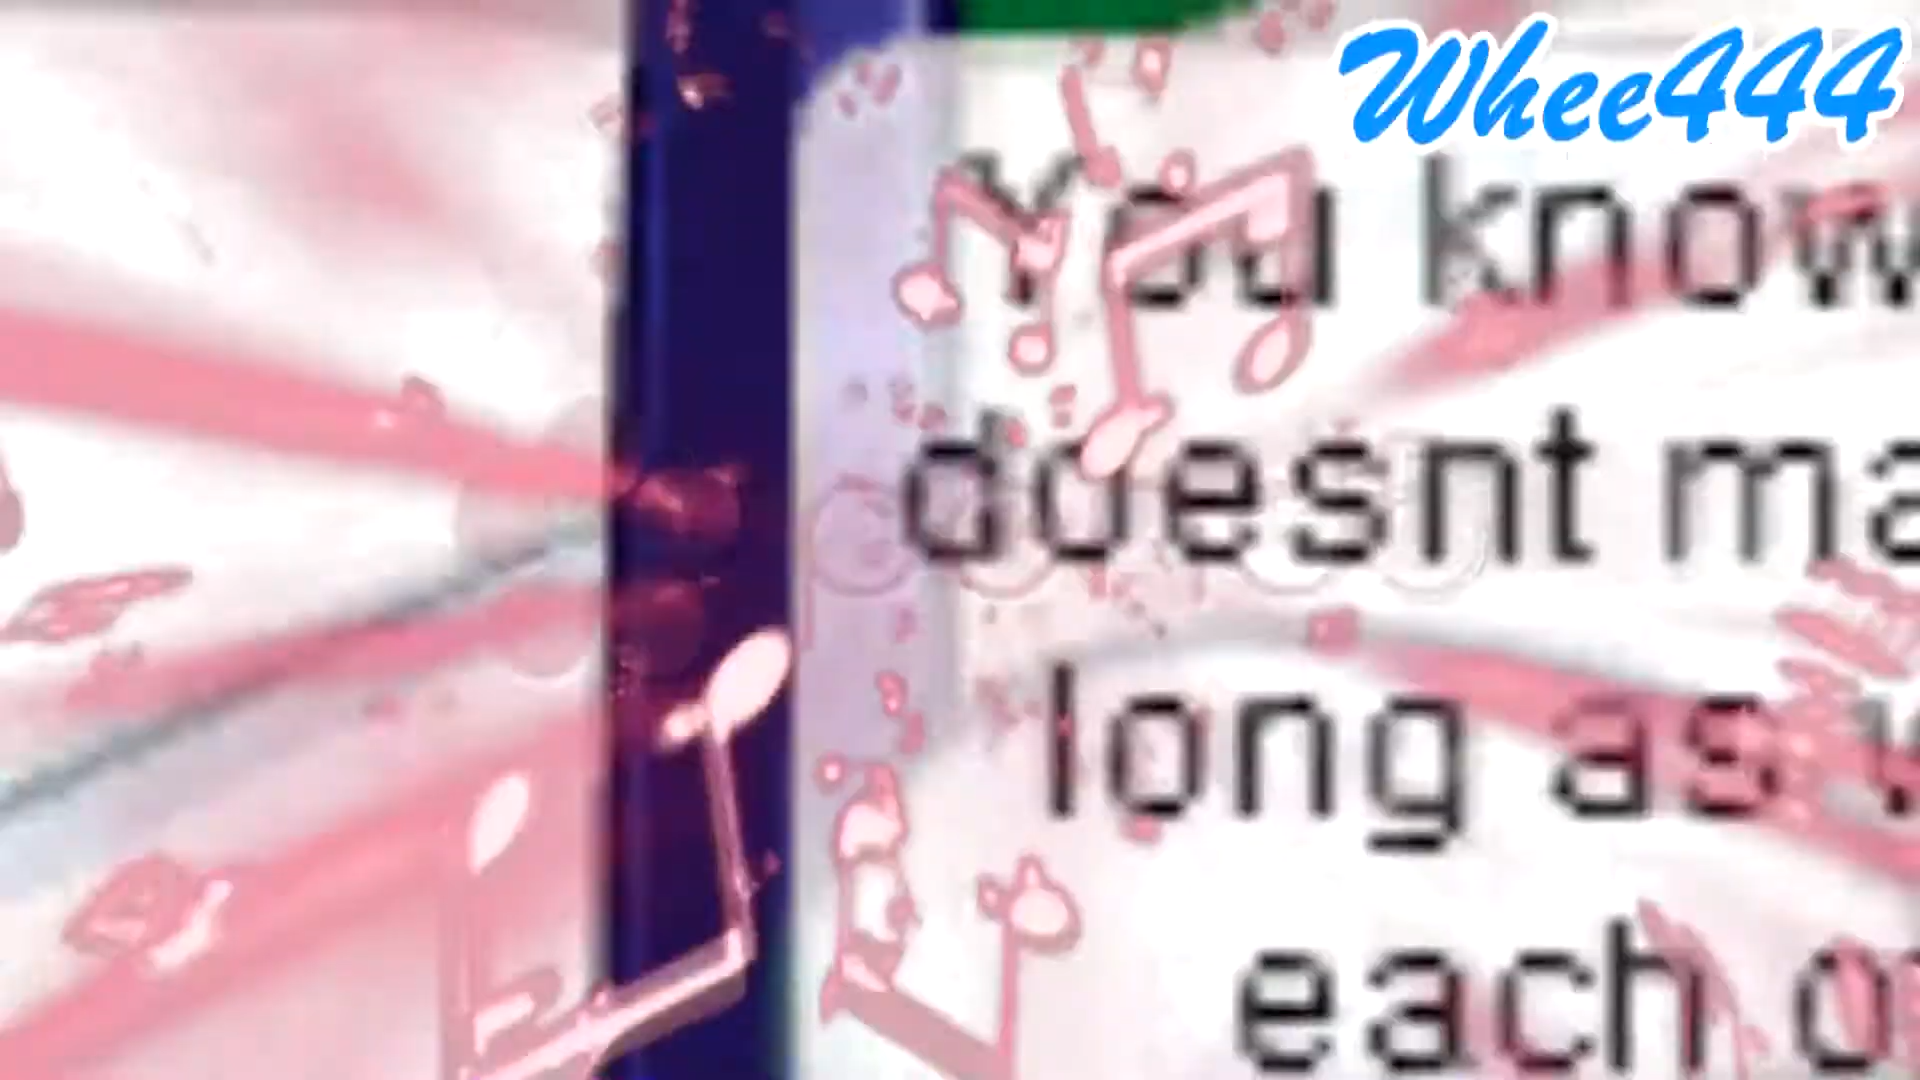 Whee444
You know
doesnt ma
long as
each o